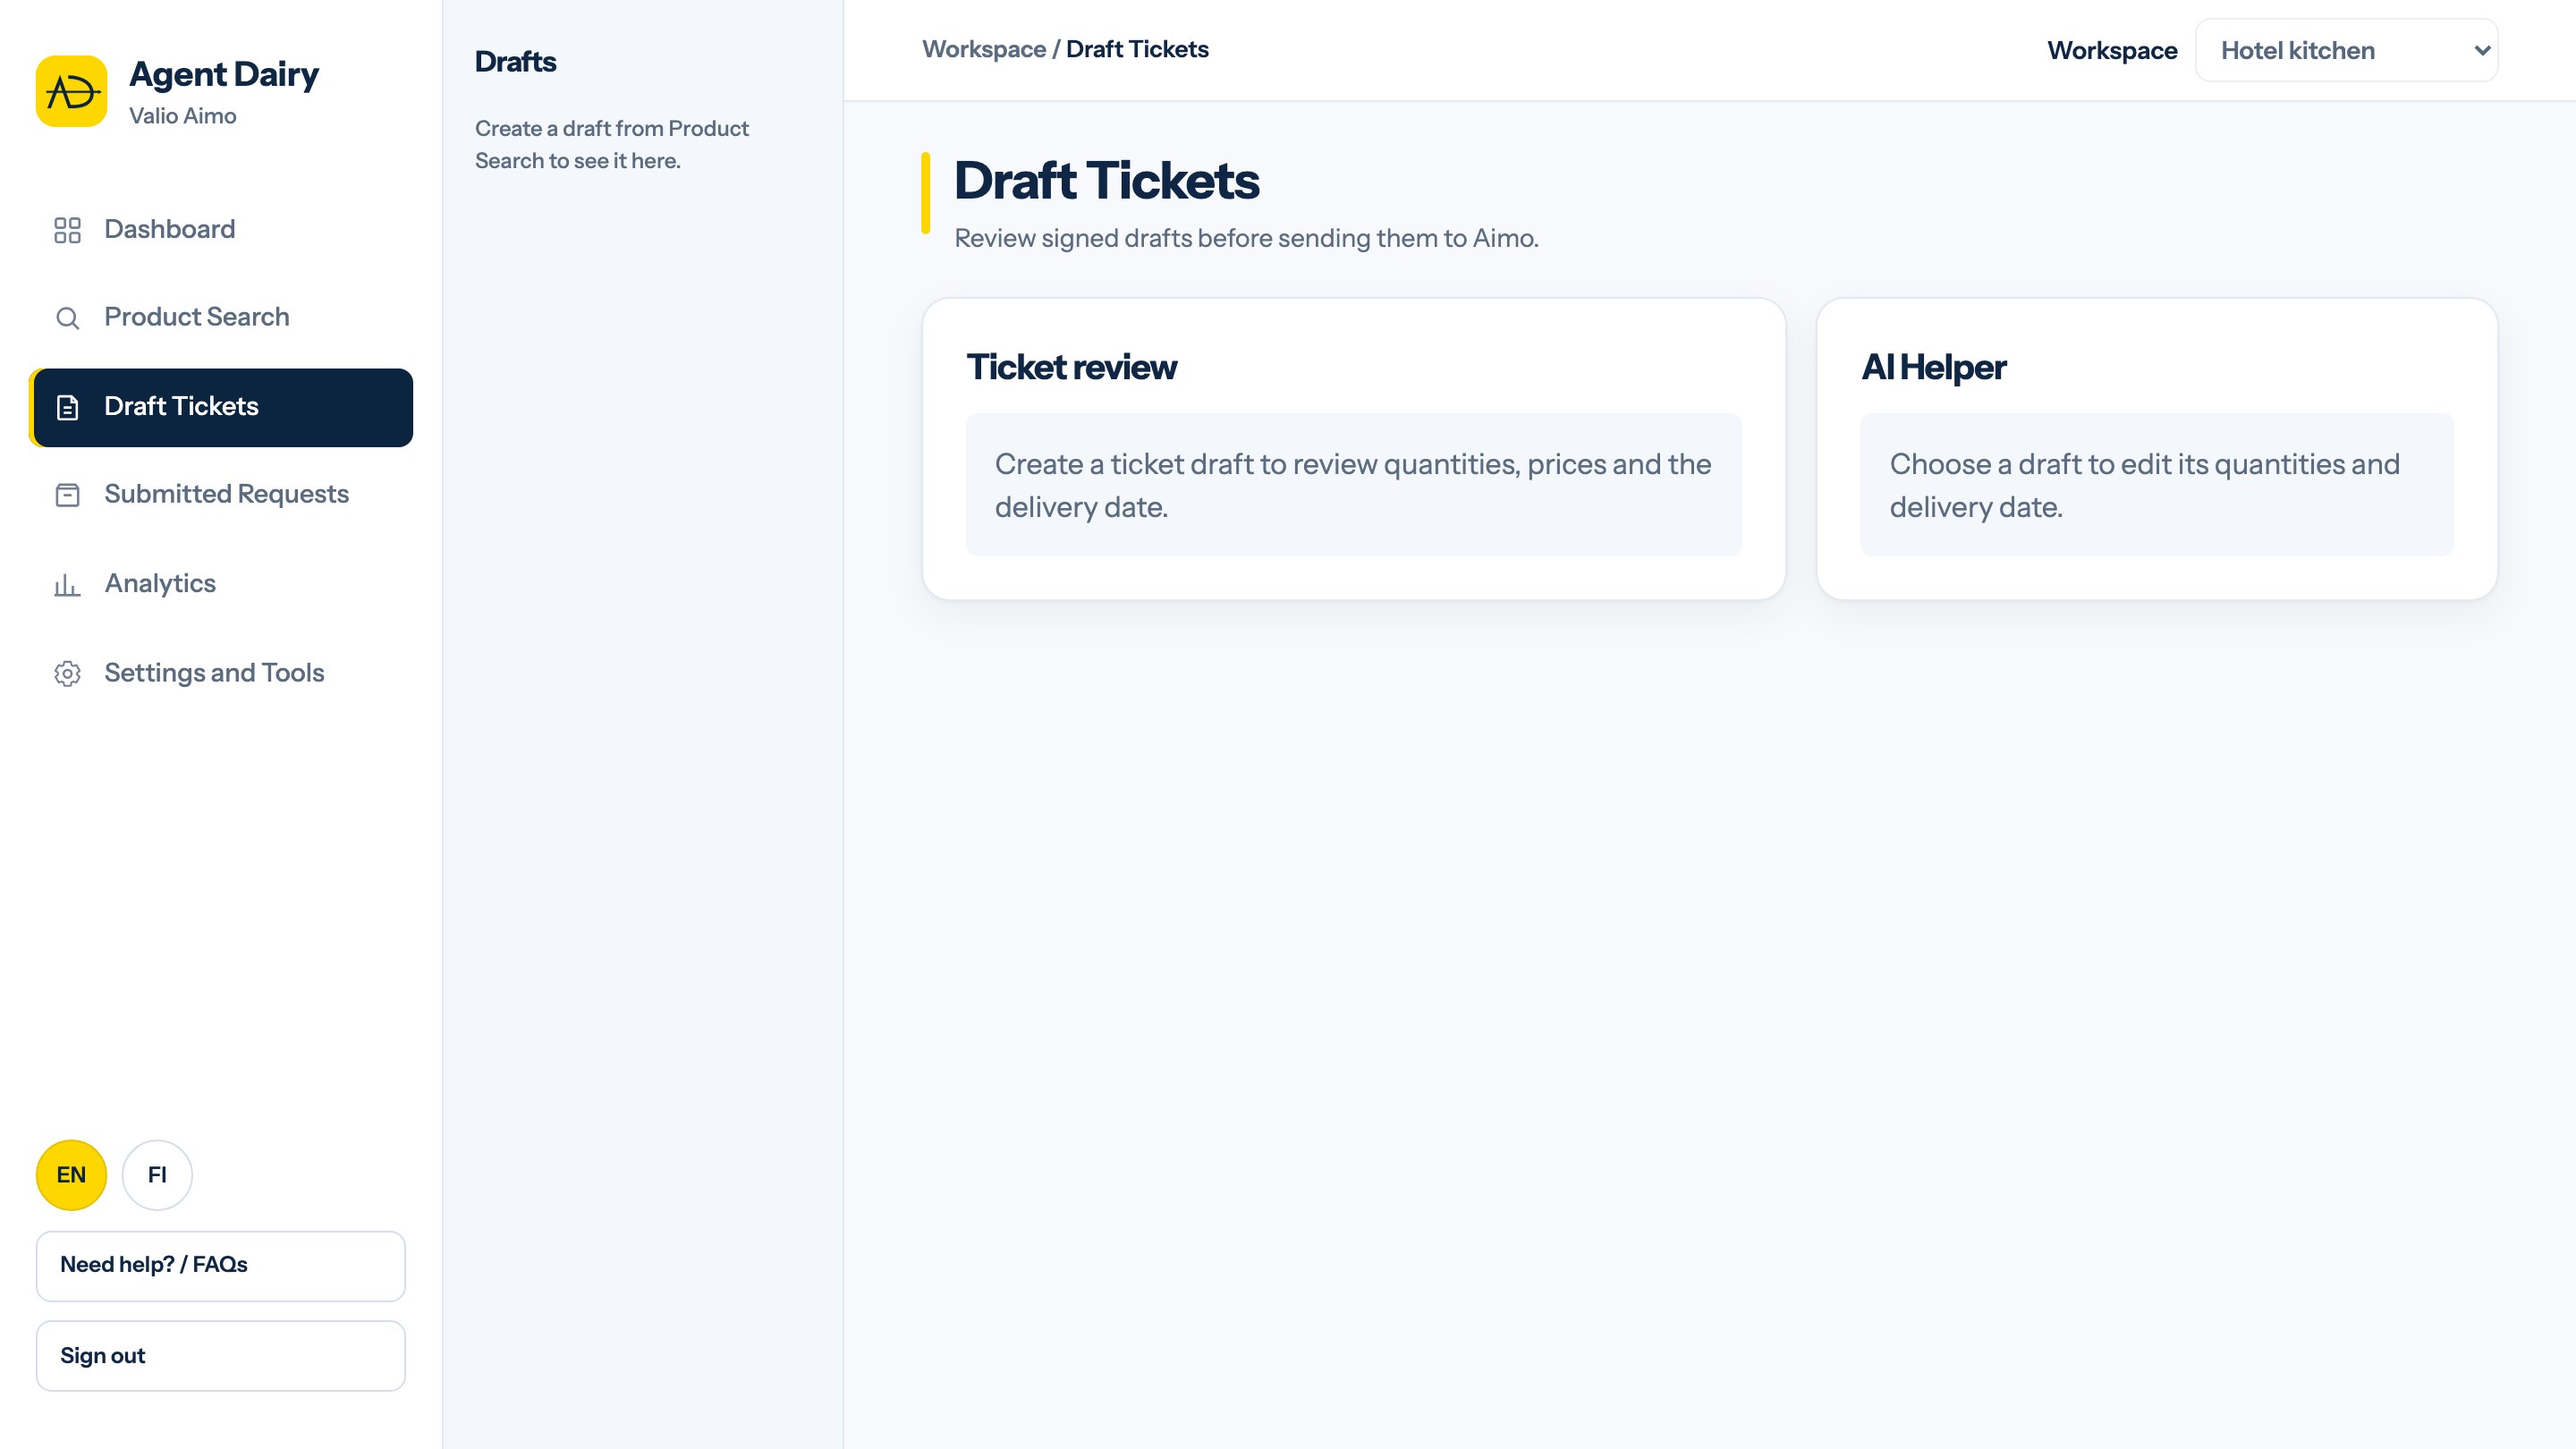 Agent Dairy
Valio Aimo
Dashboard
Product Search
Draft Tickets
Submitted Requests
Analytics
Settings and Tools
EN
FI
Need help? / FAQs
Sign out
Drafts
Create a draft from Product
Search to see it here.
Workspace / Draft Tickets
Workspace
Hotel kitchen
Draft Tickets
Review signed drafts before sending them to Aimo.
Ticket review
Create a ticket draft to review quantities, prices and the
delivery date.
AI Helper
Choose a draft to edit its quantities and
delivery date.